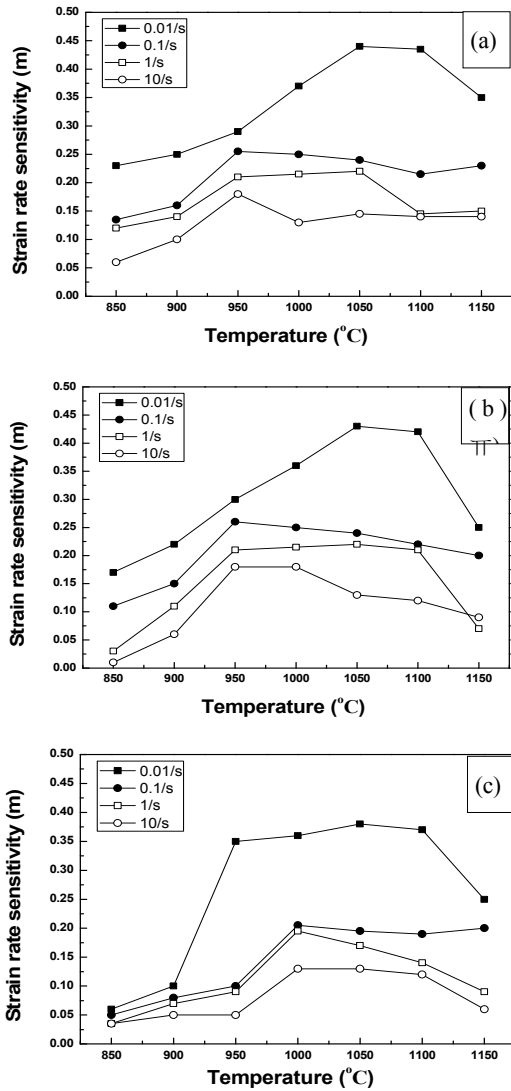 0.50
0.45
0.40
0.35
0.30
0.25
0.20
0.15
0.10
0.05
0.00
Strain rate sensitivity (m)
0.01/s
0.1/s
1/s
10/s
(a)
850 900 950 1000 1050 1100 1150
Temperature (°C)
0.50
0.45
0.40
0.35
0.30
0.25
0.20
0.15
0.10
0.05
0.00
Strain rate sensitivity (m)
0.01/s
0.1/s
1/s
10/s
( b )
850 900 950 1000 1050 1100 1150
Temperature (°C)
0.50
0.45
0.40
0.35
0.30
0.25
0.20
0.15
0.10
0.05
0.00
Strain rate sensitivity (m)
0.01/s
0.1/s
1/s
10/s
(c)
850 900 950 1000 1050 1100 1150
Temperature (°C)